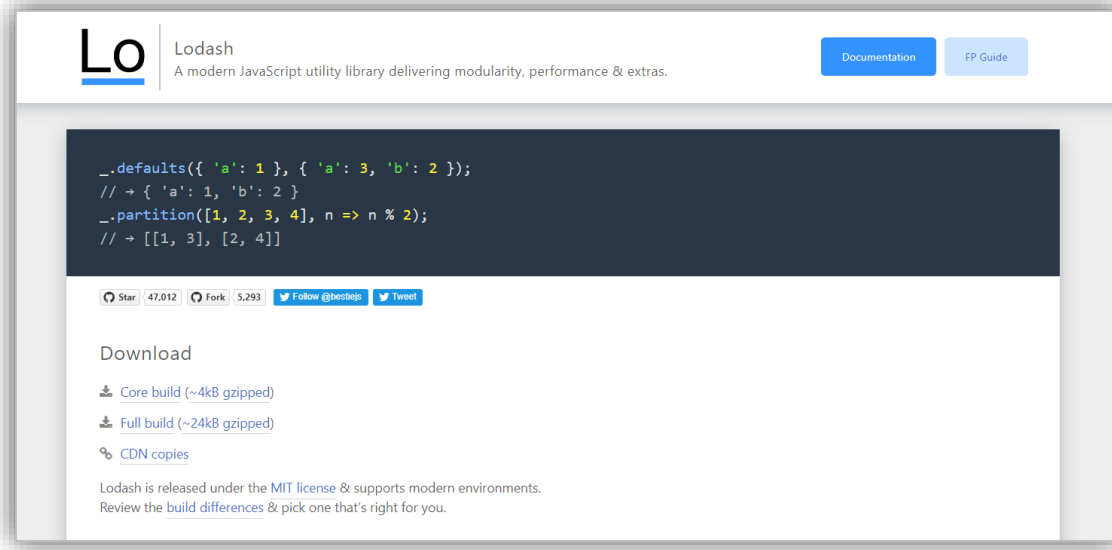 Lo
Lodash
A modern JavaScript utility library delivering modularity, performance & extras.
Documentation
FP Guide
_.defaults({ 'a': 1 }, { 'a': 3, 'b': 2 });
// → { 'a': 1, 'b': 2 }
_.partition([1, 2, 3, 4], n => n % 2);
// → [[1, 3], [2, 4]]
Star 47,012 Fork 5,293 Follow @bestiejs Tweet
Download
Core build (~4kB gzipped)
Full build (~24kB gzipped)
CDN copies
Lodash is released under the MIT license & supports modern environments.
Review the build differences & pick one that's right for you.